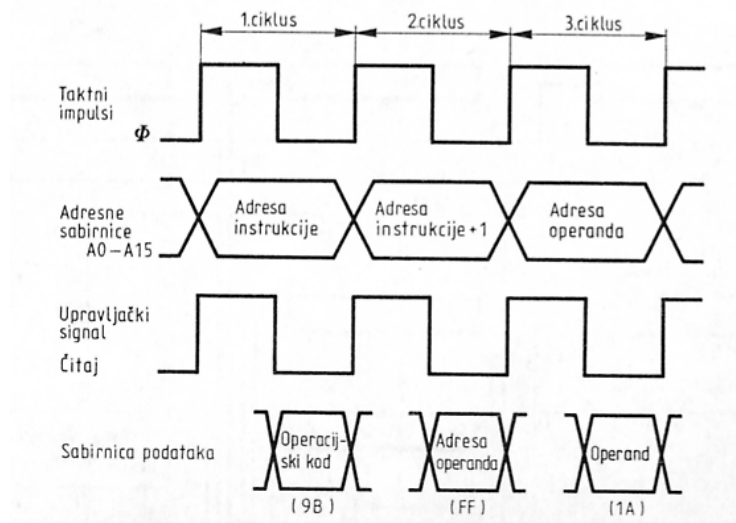 1.ciklus
2.ciklus
3.ciklus
Taktni
impulsi
Φ
Adresne
sabirnice
A0–A15
Adresa
instrukcije
Adresa
instrukcije+1
Adresa
operanda
Upravljački
signal
Čitaj
Sabirnica podataka
Operacij-
ski kod
Adresa
operanda
Operand
(9B)
(FF)
(1A)